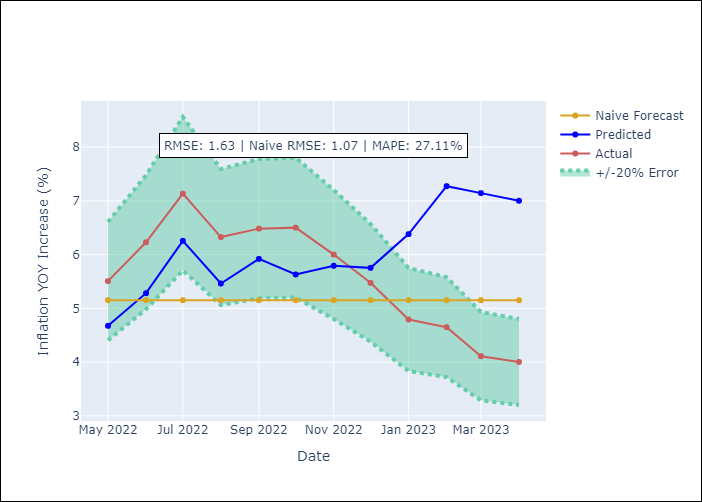 RMSE: 1.63 | Naive RMSE: 1.07 | MAPE: 27.11%
Naive Forecast
Predicted
Actual
+/-20% Error
Inflation YOY Increase (%)
8
7
6
5
4
3
May 2022
Jul 2022
Sep 2022
Nov 2022
Jan 2023
Mar 2023
Date